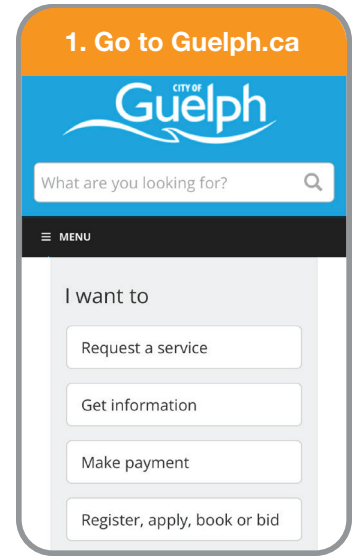 1. Go to Guelph.ca
CITY OF
Guelph
What are you looking for?
MENU
I want to
Request a service
Get information
Make payment
Register, apply, book or bid